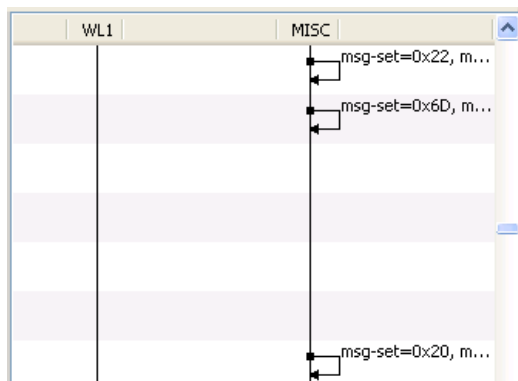 WL1 MISC
msg-set=0x22, m...
msg-set=0x6D, m...
msg-set=0x20, m...